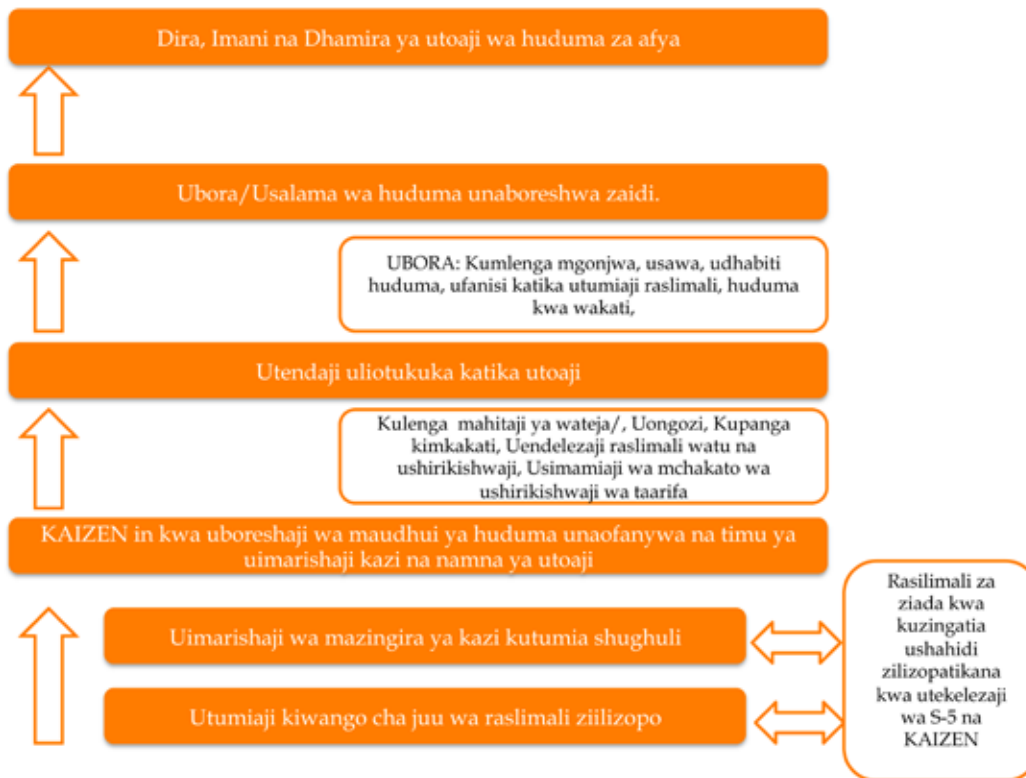 Dira, Imani na Dhamira ya utoaji wa huduma za afya
Ubora/Usalama wa huduma unaboreshwa zaidi.
UBORA: Kumlenga mgonjwa, usawa, udhabiti
huduma, ufanisi katika utumiaji raslimali, huduma
kwa wakati,
Utendaji uliotukuka katika utoaji
Kulenga mahitaji ya wateja/, Uongozi, Kupanga
kimkakati, Uendelezaji raslimali watu na
ushirikishwaji, Usimamiaji wa mchakato wa
ushirikishwaji wa taarifa
KAIZEN in kwa uboreshaji wa maudhui ya huduma unaofanywa na timu ya
uimarishaji kazi na namna ya utoaji
Uimarishaji wa mazingira ya kazi kutumia shughuli
Utumiaji kiwango cha juu wa raslimali ziilizopo
Rasilimali za
ziada kwa
kuzingatia
ushahidi
zilizopatikana
kwa utekelezaji
wa S-5 na
KAIZEN